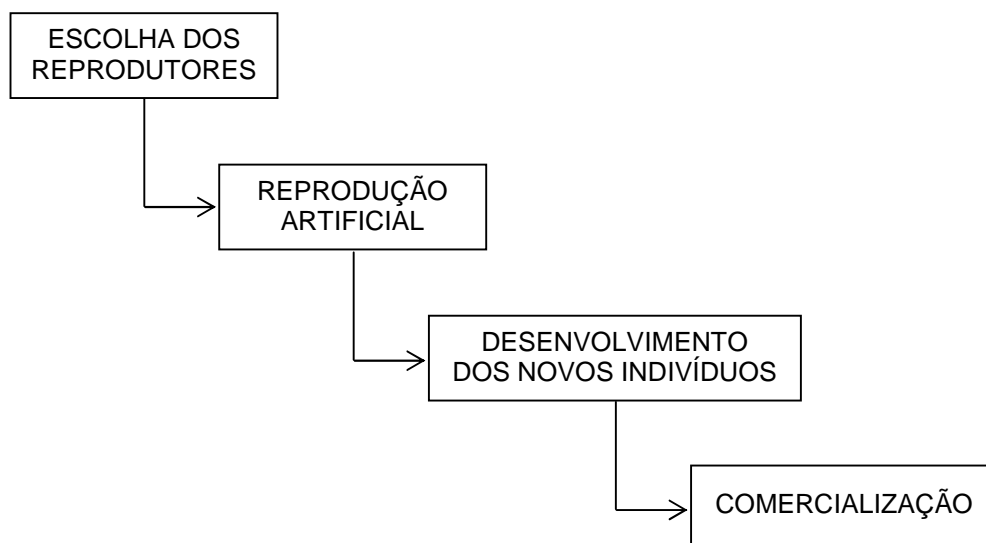 ESCOLHA DOS
REPRODUTORES
REPRODUÇÃO
ARTIFICIAL
DESENVOLVIMENTO
DOS NOVOS INDIVÍDUOS
COMERCIALIZAÇÃO